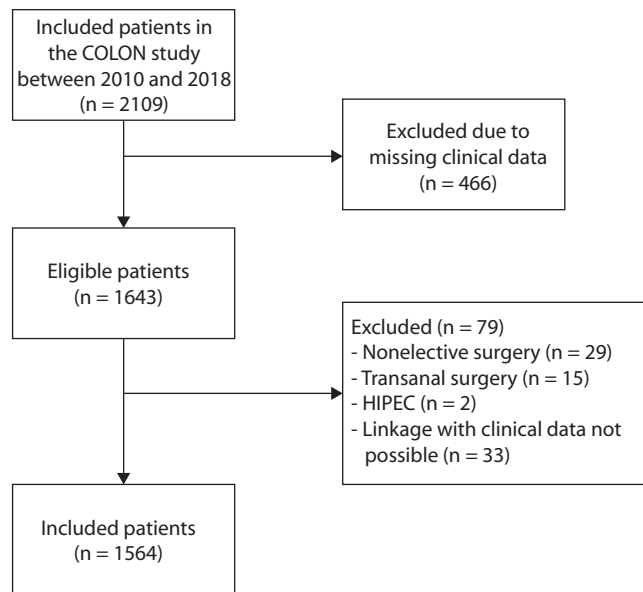 Included patients in
the COLON study
between 2010 and 2018
(n = 2109)
Excluded due to
missing clinical data
(n = 466)
Eligible patients
(n = 1643)
Excluded (n = 79)
- Nonelective surgery (n = 29)
- Transanal surgery (n = 15)
- HIPEC (n = 2)
- Linkage with clinical data not
possible (n = 33)
Included patients
(n = 1564)